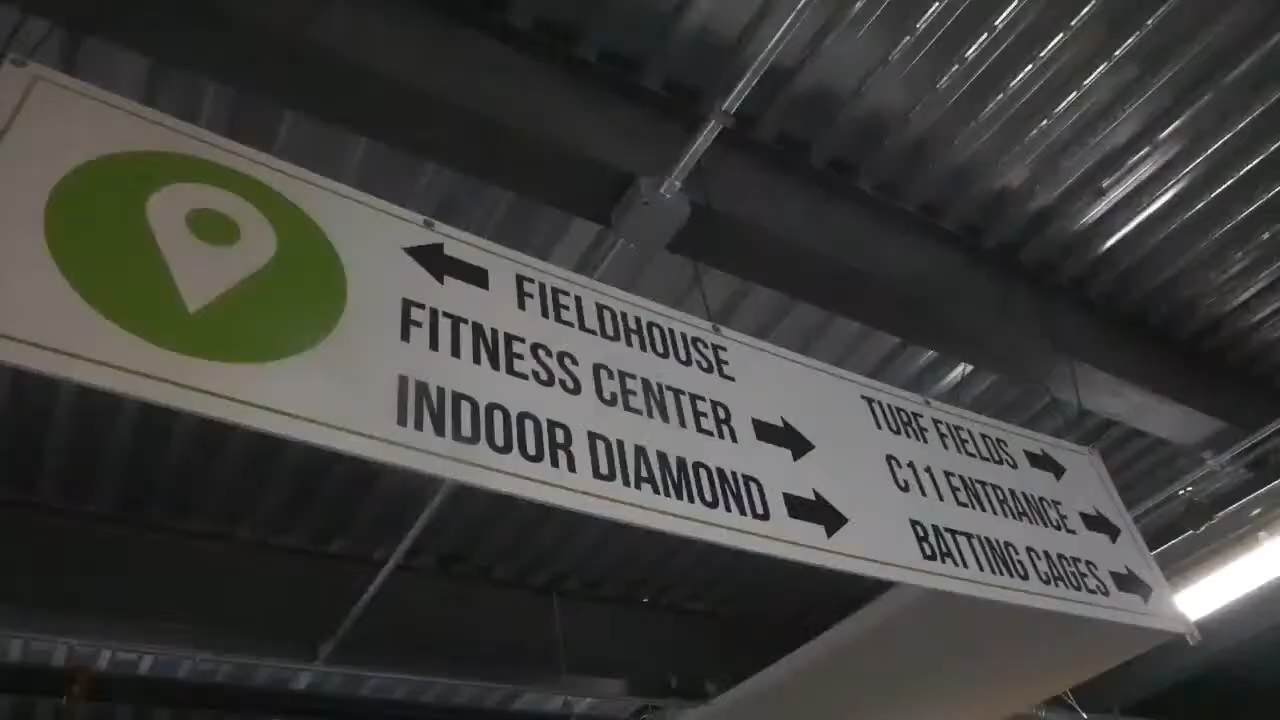 ← FIELDHOUSE
FITNESS CENTER →
INDOOR DIAMOND →
TURF FIELDS →
C11 ENTRANCE →
BATTING CAGES →